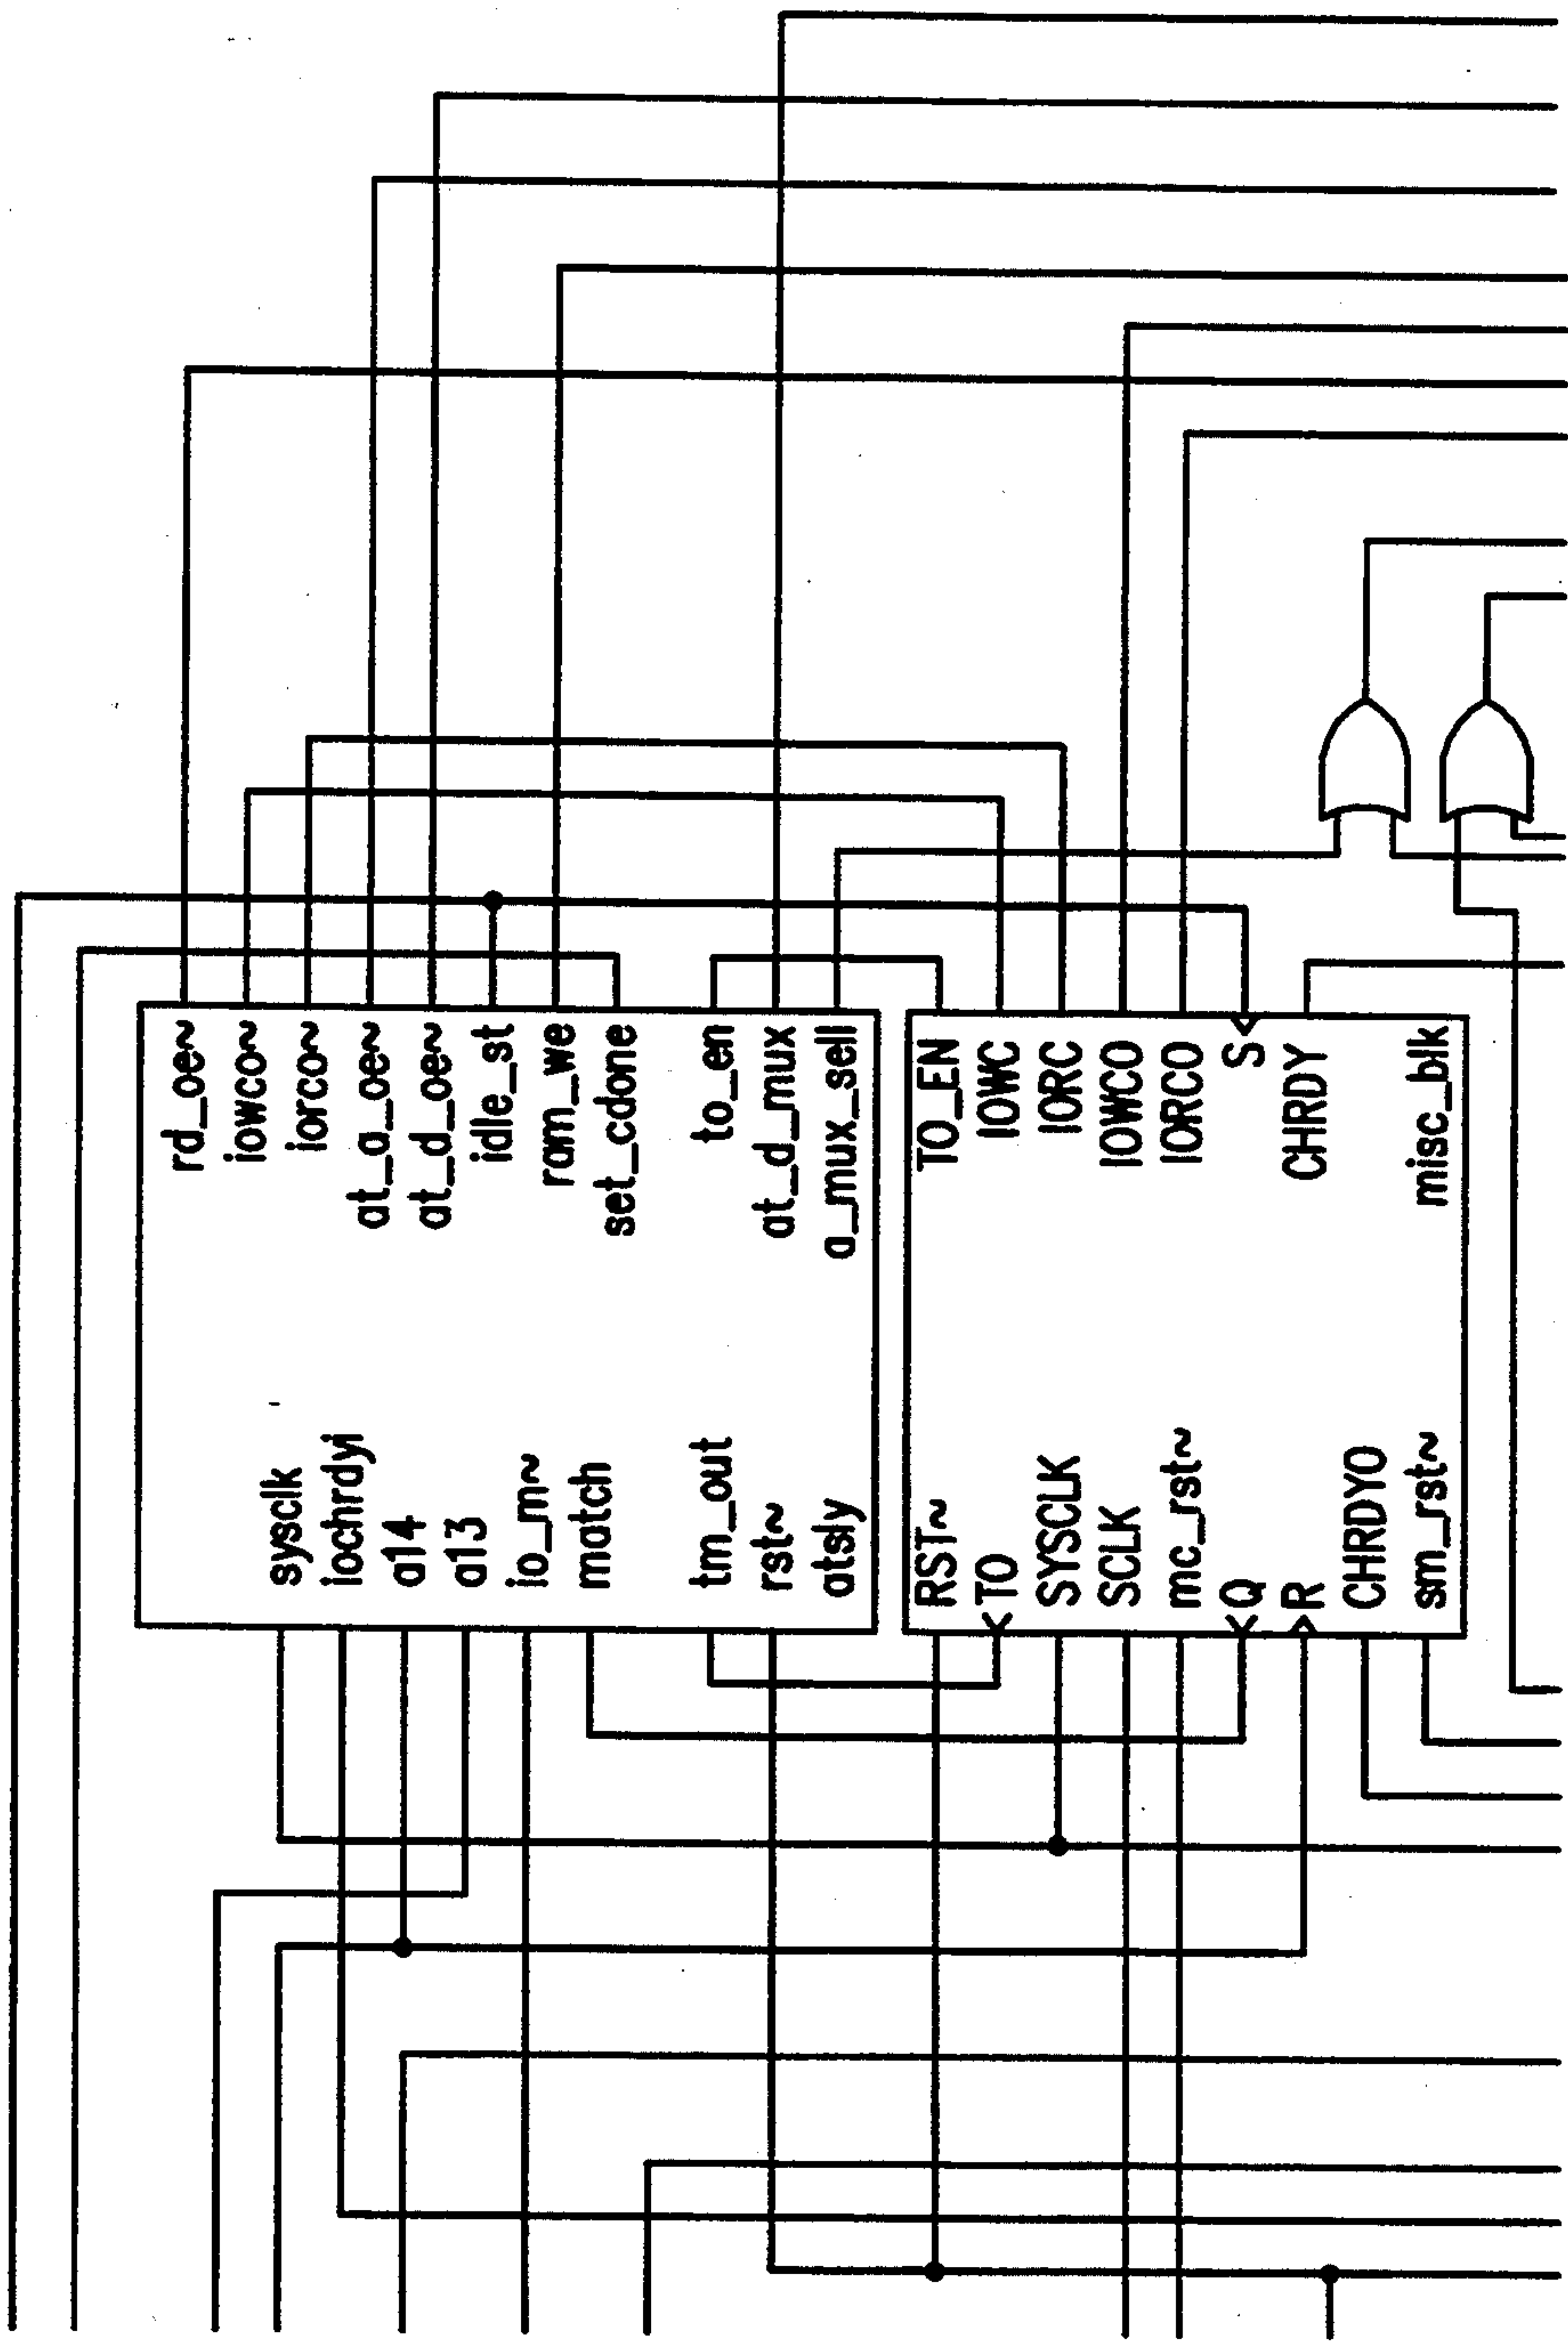 rd_oe~
iowco~
iorco~
at_a_oe~
at_d_oe~
idle_st
ram_we
set_cdone
to_en
at_d_mux
a_mux_sell
sysclk
iochrdyi
a14
a13
io_m~
match
tm_out
rst~
atsly
TO_EN
IOWC
IORC
IOWCO
IORCO
S
CHRDY
misc_blk
RST~
TO
SYSCLK
SCLK
mc_rst~
Q
R
CHRDYO
sm_rst~